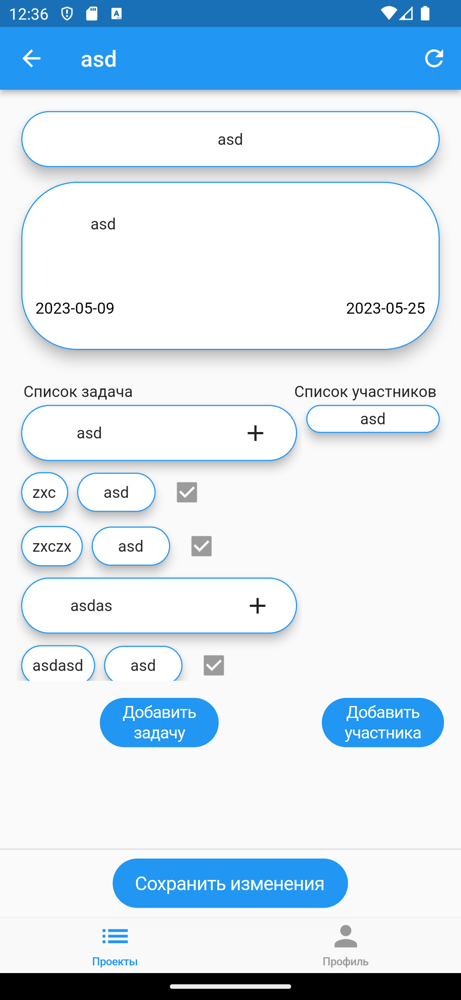 12:36
asd
asd
asd
2023-05-09 2023-05-25
Список задача Список участников
asd + asd
zxc asd
zxczx asd
asdas +
asdasd asd
Добавить задачу
Добавить участника
Сохранить изменения
Проекты Профиль